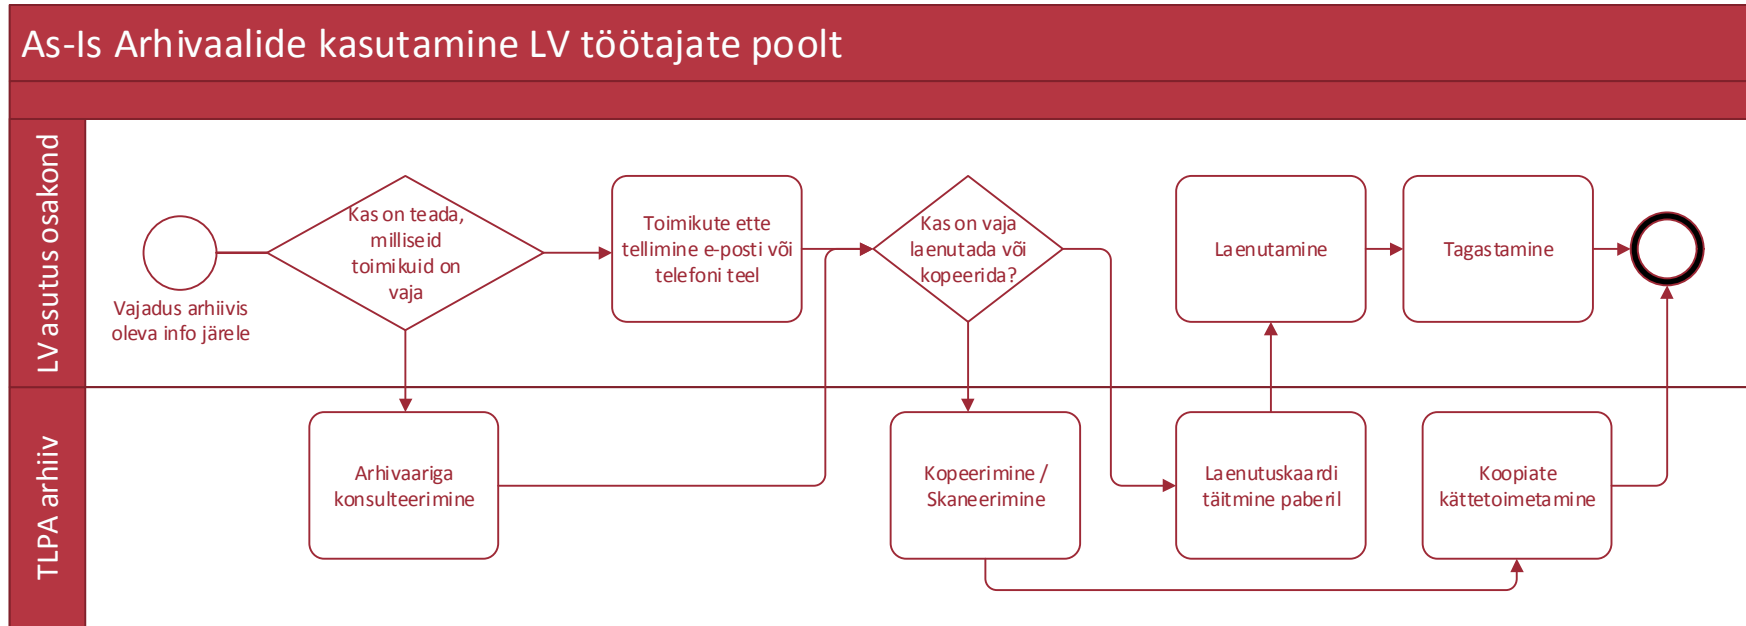 As-Is Arhivaalide kasutamine LV töötajate poolt
LV asutus osakond
Vajadus arhiivis
oleva info järele
Kas on teada,
milliseid
toimikuid on
vaja
Toimikute ette
tellimine e-posti või
telefoni teel
Kas on vaja
laenutada või
kopeerida?
Laenutamine
Tagastamine
TLPA arhiiv
Arhivaariga
konsulteerimine
Kopeerimine /
Skaneerimine
Laenutuskaardi
täitmine paberil
Koopiate
kättetoimetamine